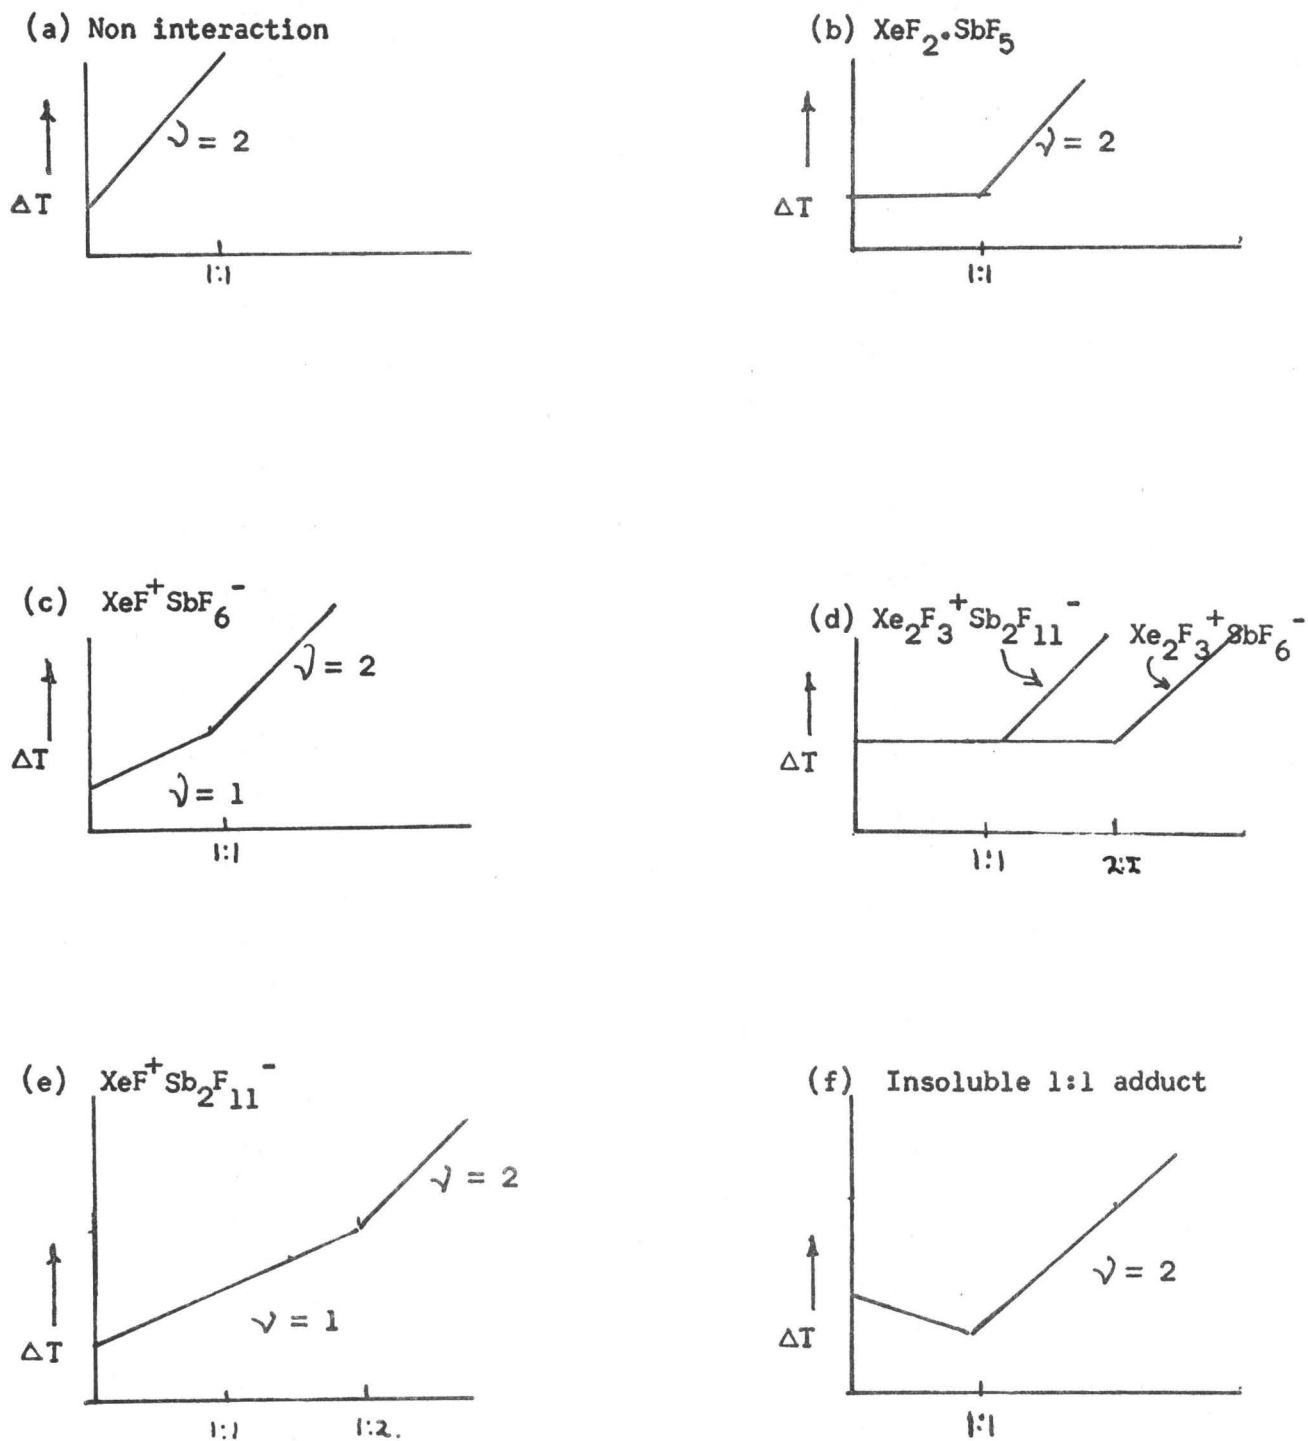 (a) Non interaction
ν = 2
ΔT
1:1
(b) XeF2.SbF5
ν = 2
ΔT
1:1
(c) XeF+SbF6-
ν = 2
ΔT
ν = 1
1:1
(d) Xe2F3+Sb2F11-
Xe2F3+SbF6-
ΔT
1:1
2:1
(e) XeF+Sb2F11-
ν = 2
ΔT
ν = 1
1:1
1:2.
(f) Insoluble 1:1 adduct
ΔT
ν = 2
1:1